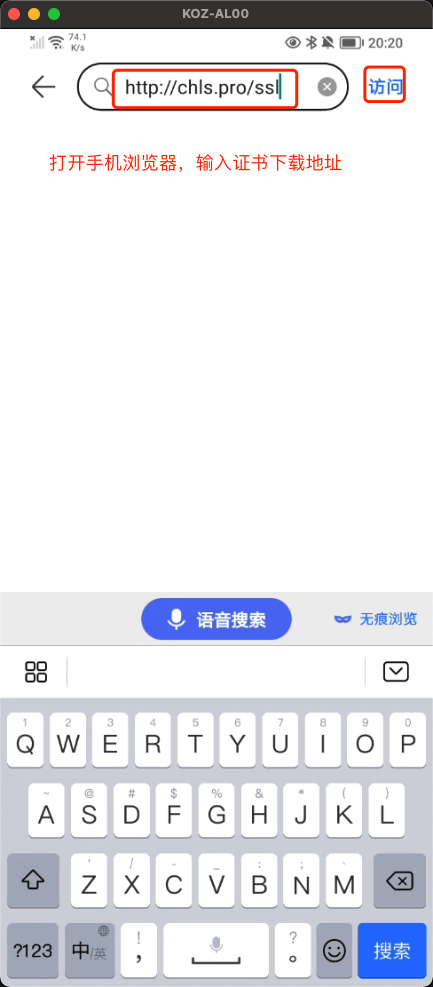 KOZ-AL00
74.1 K/s
20:20
http://chls.pro/ssl
访问
打开手机浏览器，输入证书下载地址
语音搜索
无痕浏览
1 2 3 4 5 6 7 8 9 0
Q W E R T Y U I O P
~ @ # $ % & * ( )
A S D F G H J K L
' / - _ : ; 、
Z X C V B N M
! ?
?123 中/英 , 。 搜索